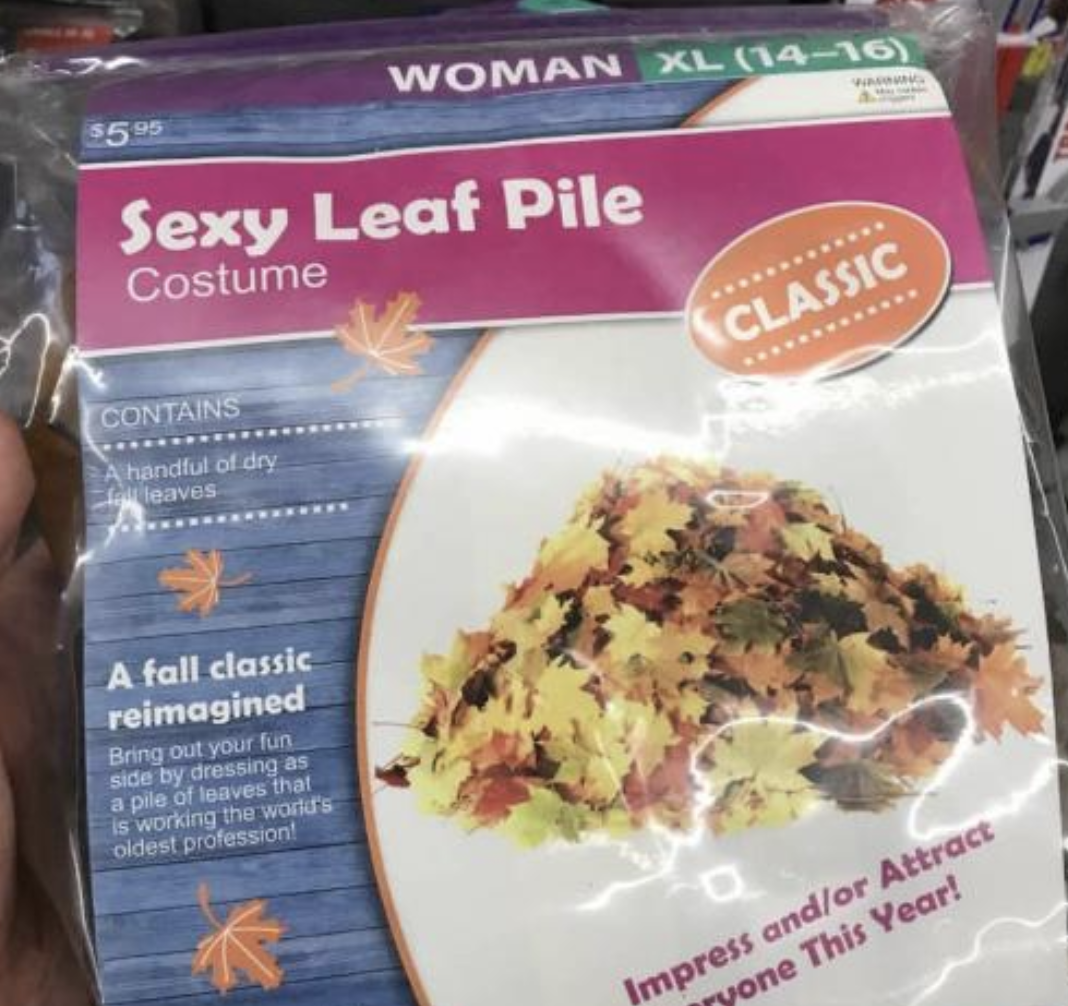 WOMAN XL (14-16)
WARNING
$5.95
Sexy Leaf Pile
Costume
CLASSIC
CONTAINS
A handful of dry
fall leaves
A fall classic
reimagined
Bring out your fun
side by dressing as
a pile of leaves that
is working the world's
oldest profession!
Impress and/or Attract
This Year!